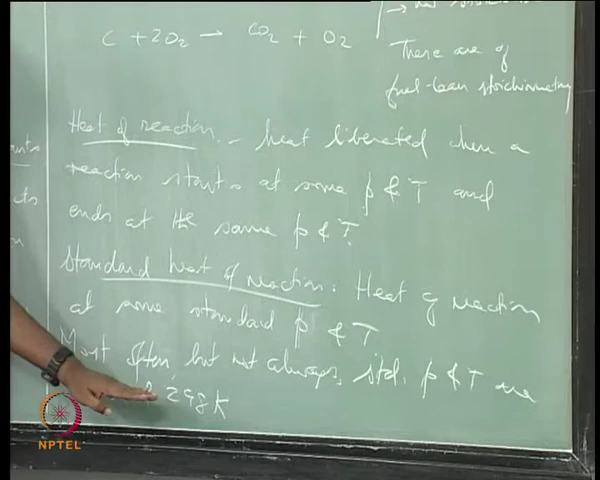 C + 2O₂ → CO₂ + O₂
There are of
fuel-lean stoichiometry
Heat of reaction - heat liberated when a
reaction starts at some p & T and
ends at the same p & T.
Standard heat of reaction: Heat of reaction
at some standard p & T
Most often, but not always, std. p & T are
& 298K
NPTEL